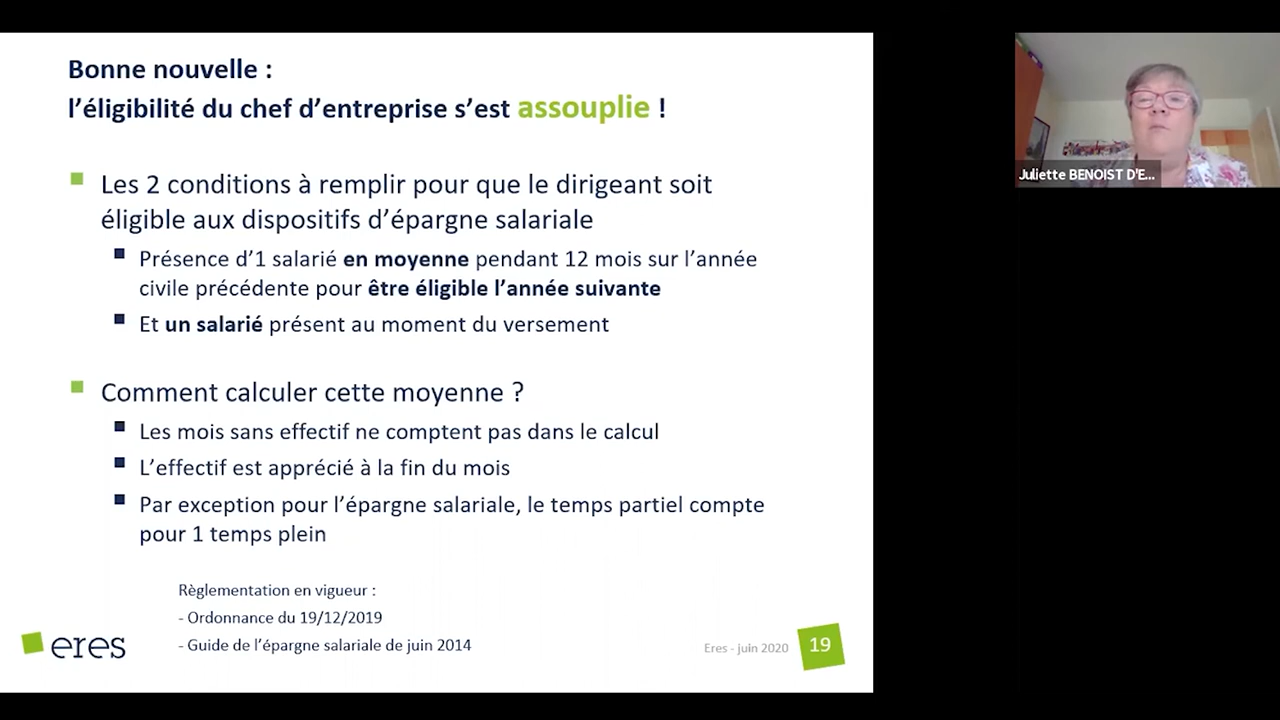 Bonne nouvelle :
l’éligibilité du chef d’entreprise s’est assouplie !
Les 2 conditions à remplir pour que le dirigeant soit
éligible aux dispositifs d’épargne salariale
Présence d’1 salarié en moyenne pendant 12 mois sur l’année
civile précédente pour être éligible l’année suivante
Et un salarié présent au moment du versement
Comment calculer cette moyenne ?
Les mois sans effectif ne comptent pas dans le calcul
L’effectif est apprécié à la fin du mois
Par exception pour l’épargne salariale, le temps partiel compte
pour 1 temps plein
Règlementation en vigueur :
- Ordonnance du 19/12/2019
- Guide de l’épargne salariale de juin 2014
eres
Eres - juin 2020
19
Juliette BENOIST D'E...